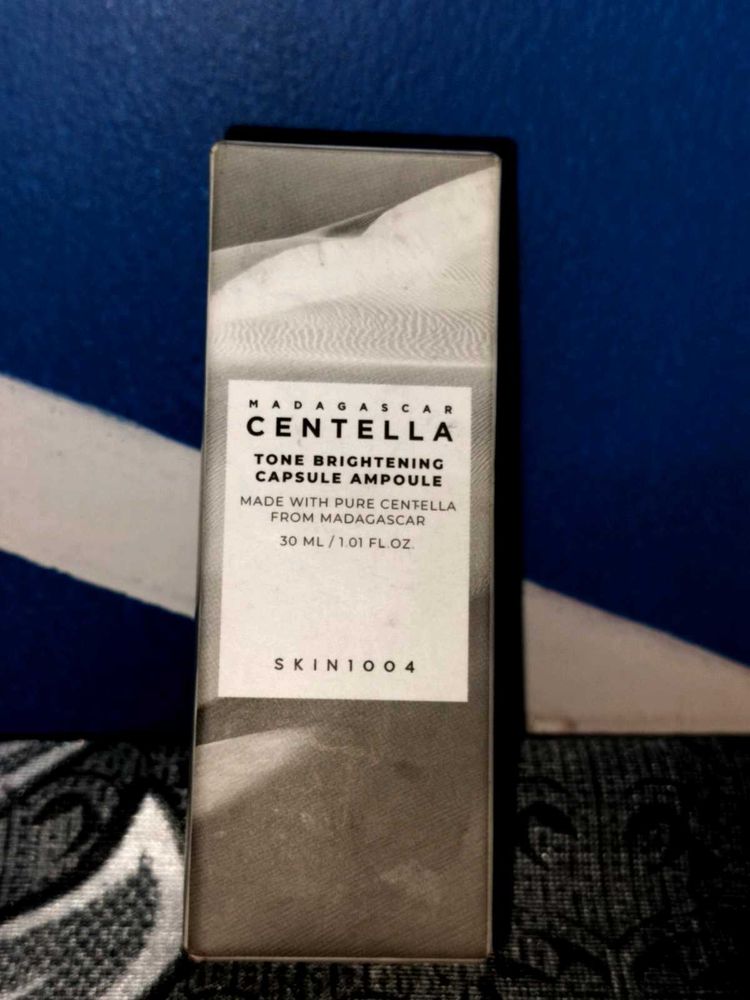 MADAGASCAR
CENTELLA
TONE BRIGHTENING
CAPSULE AMPOULE
MADE WITH PURE CENTELLA
FROM MADAGASCAR
30 ML / 1.01 FL.OZ.
SKIN1004